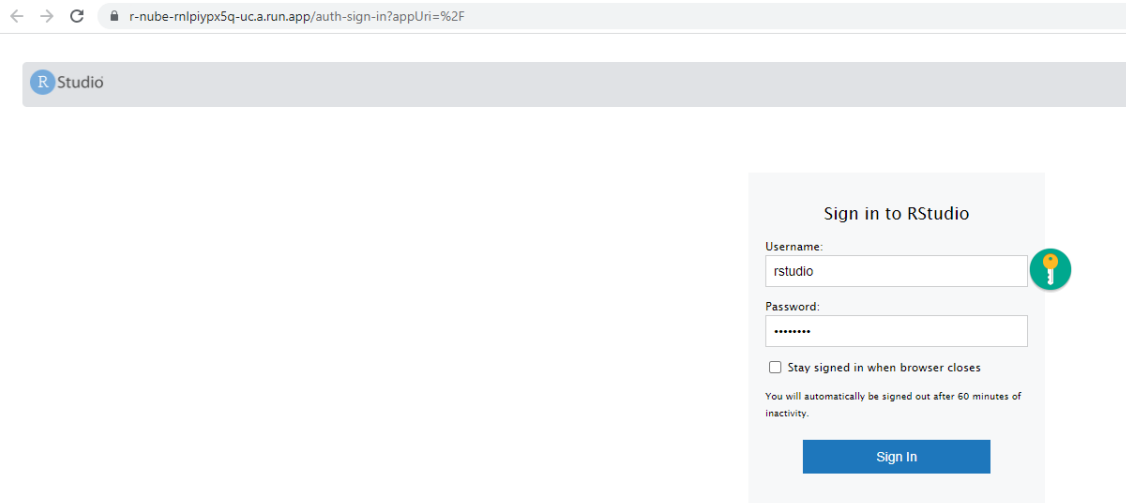 r-nube-rnlpiypx5q-uc.a.run.app/auth-sign-in?appUri=%2F
R Studio
Sign in to RStudio
Username:
rstudio
Password:
••••••••
Stay signed in when browser closes
You will automatically be signed out after 60 minutes of
inactivity.
Sign In